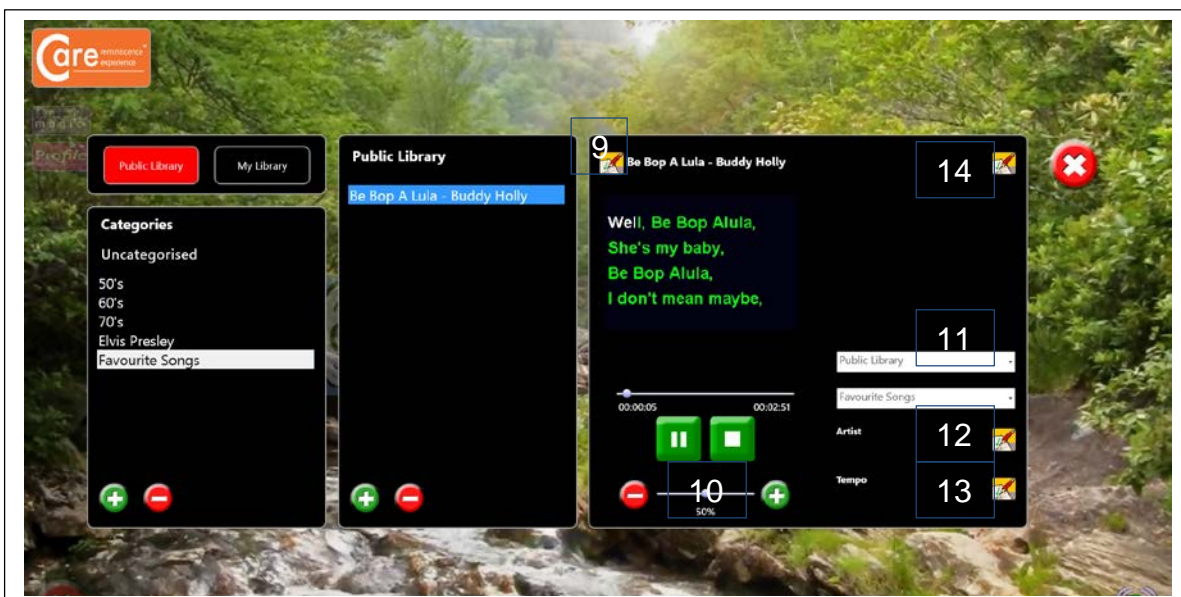 Care reminiscence experience
Profile
Public Library
My Library
Categories
Uncategorised
50's
60's
70's
Elvis Presley
Favourite Songs
Public Library
Be Bop A Lula - Buddy Holly
9
Be Bop A Lula - Buddy Holly
14
Well, Be Bop Alula,
She's my baby,
Be Bop Alula,
I don't mean maybe,
11
Public Library
Favourite Songs
00:00:05
00:02:51
Artist
12
Tempo
13
10
50%